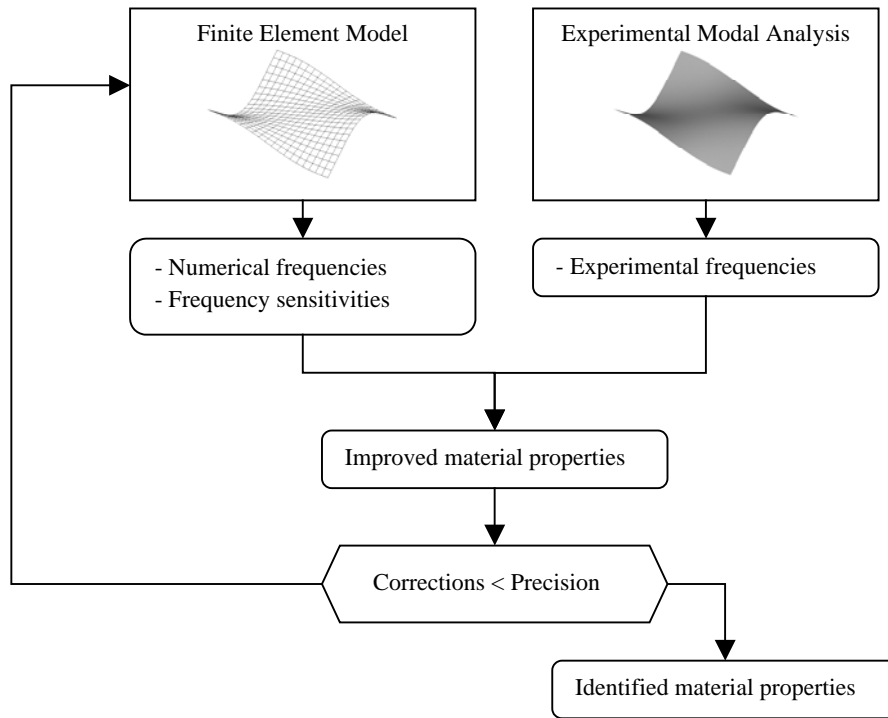 Finite Element Model
Experimental Modal Analysis
- Numerical frequencies
- Frequency sensitivities
- Experimental frequencies
Improved material properties
Corrections < Precision
Identified material properties